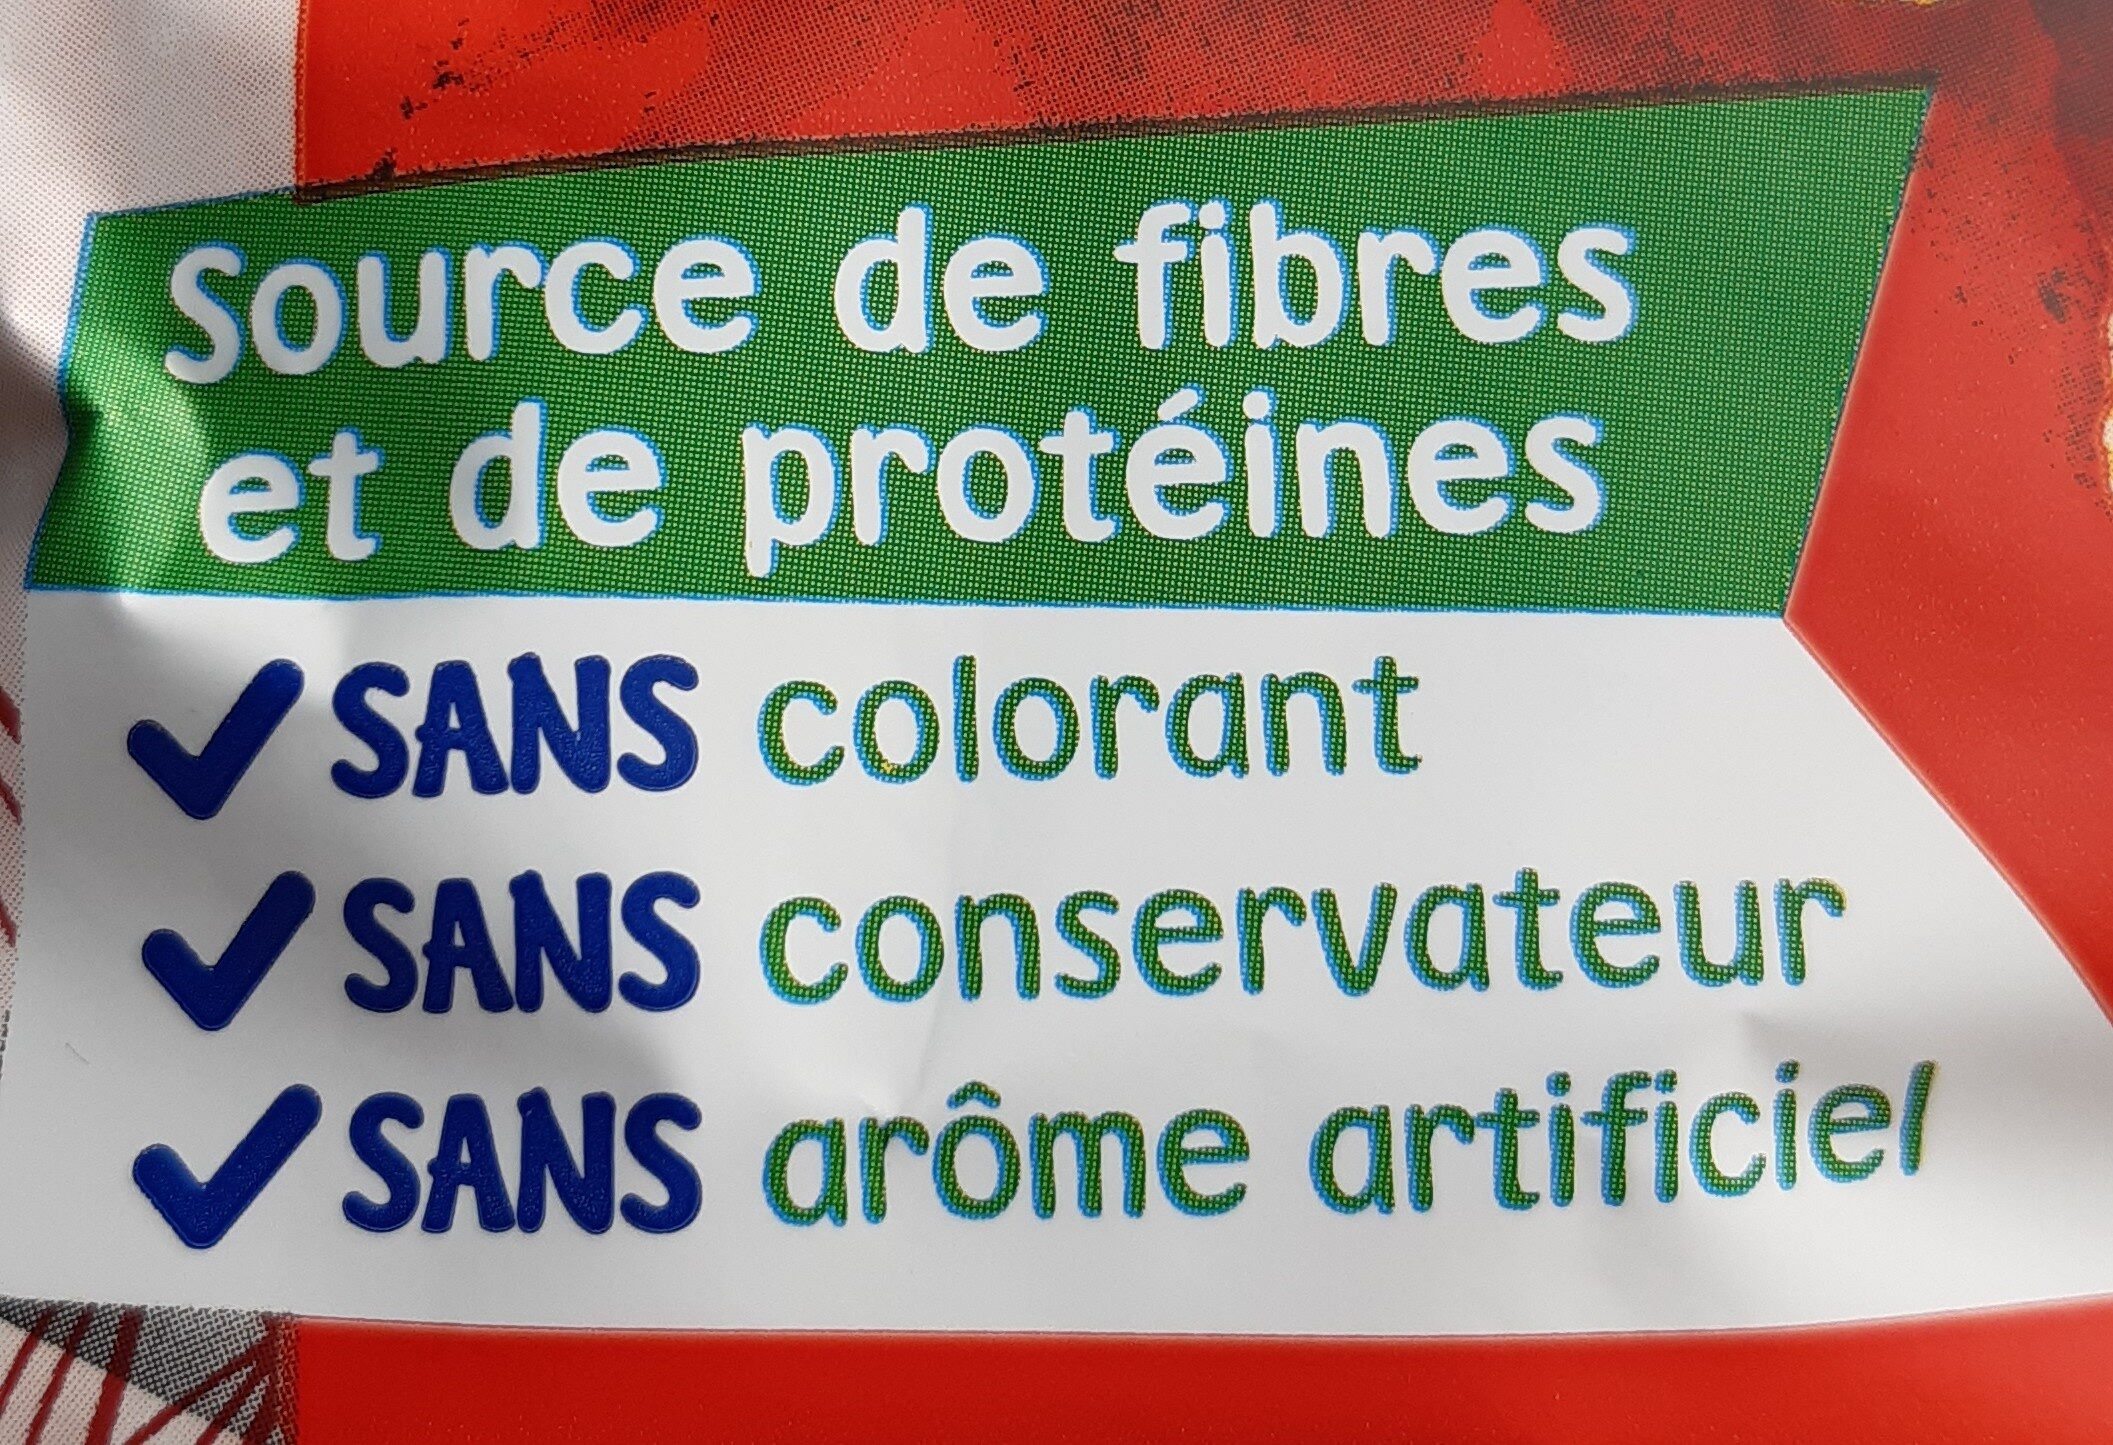 Source de fibres
et de protéines
✓ SANS colorant
✓ SANS conservateur
✓ SANS arôme artificiel